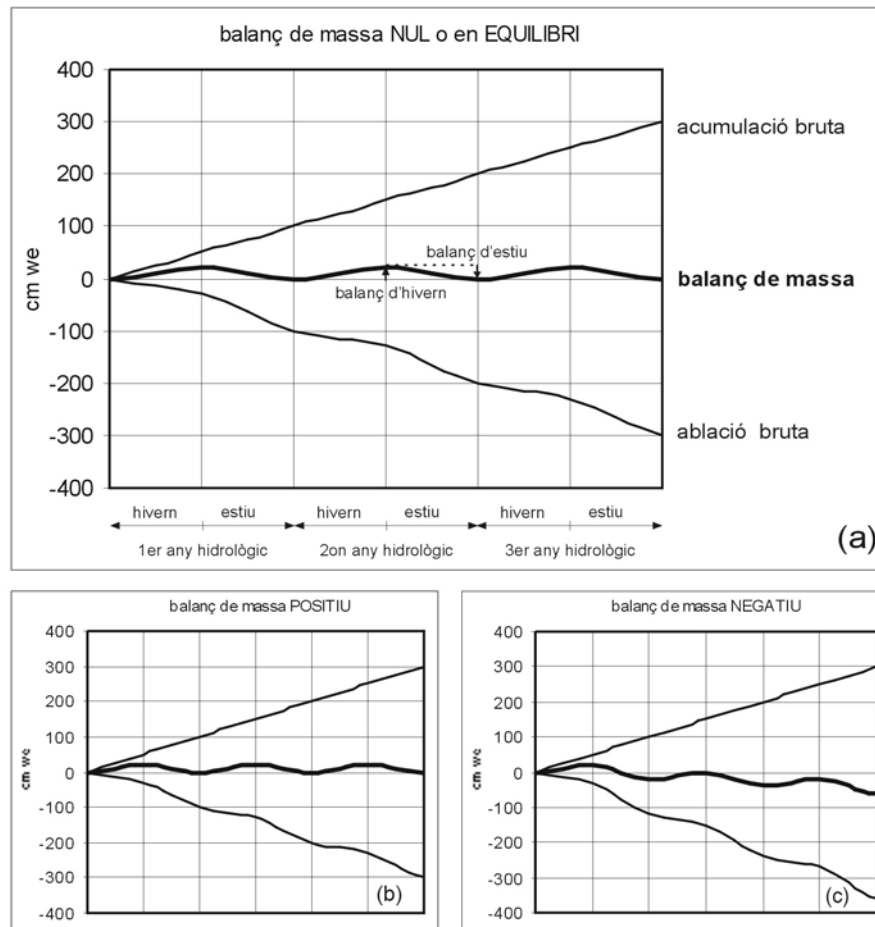 balanç de massa NUL o en EQUILIBRI
400
300
200
100
0
-100
-200
-300
-400
cm we
acumulació bruta
balanç d'estiu
balanç d'hivern
balanç de massa
ablació bruta
hivern estiu hivern estiu hivern estiu
1er any hidrològic 2on any hidrològic 3er any hidrològic
(a)
balanç de massa POSITIU
400
300
200
100
0
-100
-200
-300
-400
cm we
(b)
balanç de massa NEGATIU
400
300
200
100
0
-100
-200
-300
-400
cm we
(c)